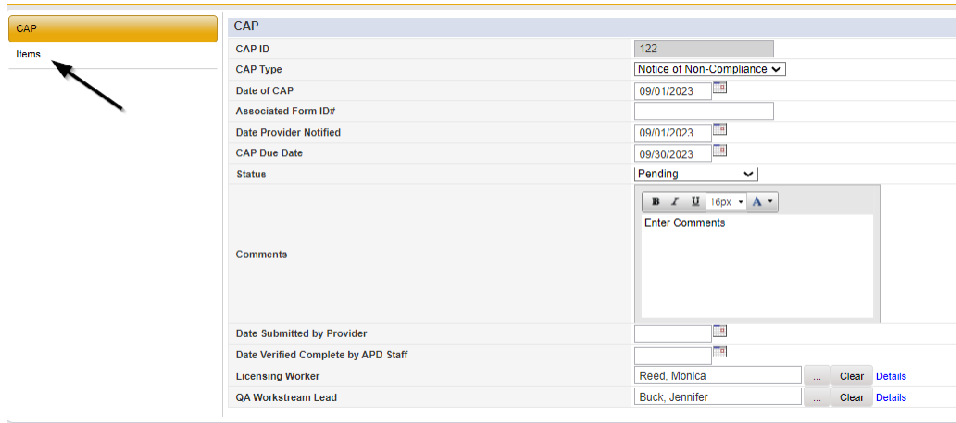 CAP
Items
CAP
CAP ID 122
CAP Type Notice of Non-Compliance
Date of CAP 09/01/2023
Associated Form ID#
Date Provider Notified 09/01/2023
CAP Due Date 09/30/2023
Status Pending
B I U 16px A
Enter Comments
Comments
Date Submitted by Provider
Date Verified Complete by APD Staff
Licensing Worker Reed, Monica ... Clear Details
QA Workstream Lead Buck, Jennifer ... Clear Details